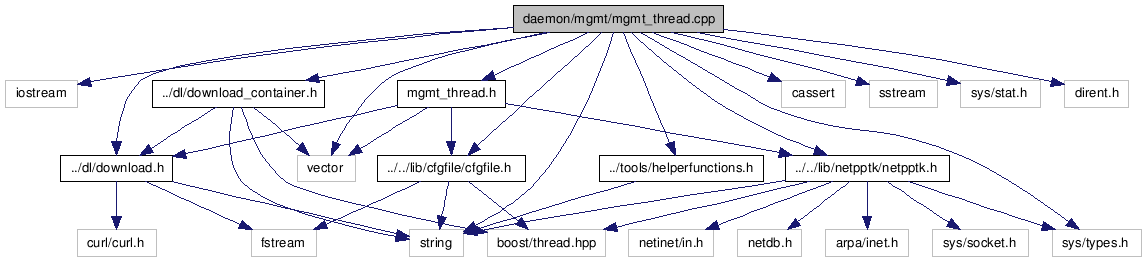 daemon/mgmt/mgmt_thread.cpp
iostream
../dl/download_container.h
mgmt_thread.h
cassert
sstream
sys/stat.h
dirent.h
../dl/download.h
vector
../../lib/cfgfile/cfgfile.h
../tools/helperfunctions.h
../../lib/netpptk/netpptk.h
curl/curl.h
fstream
string
boost/thread.hpp
netinet/in.h
netdb.h
arpa/inet.h
sys/socket.h
sys/types.h